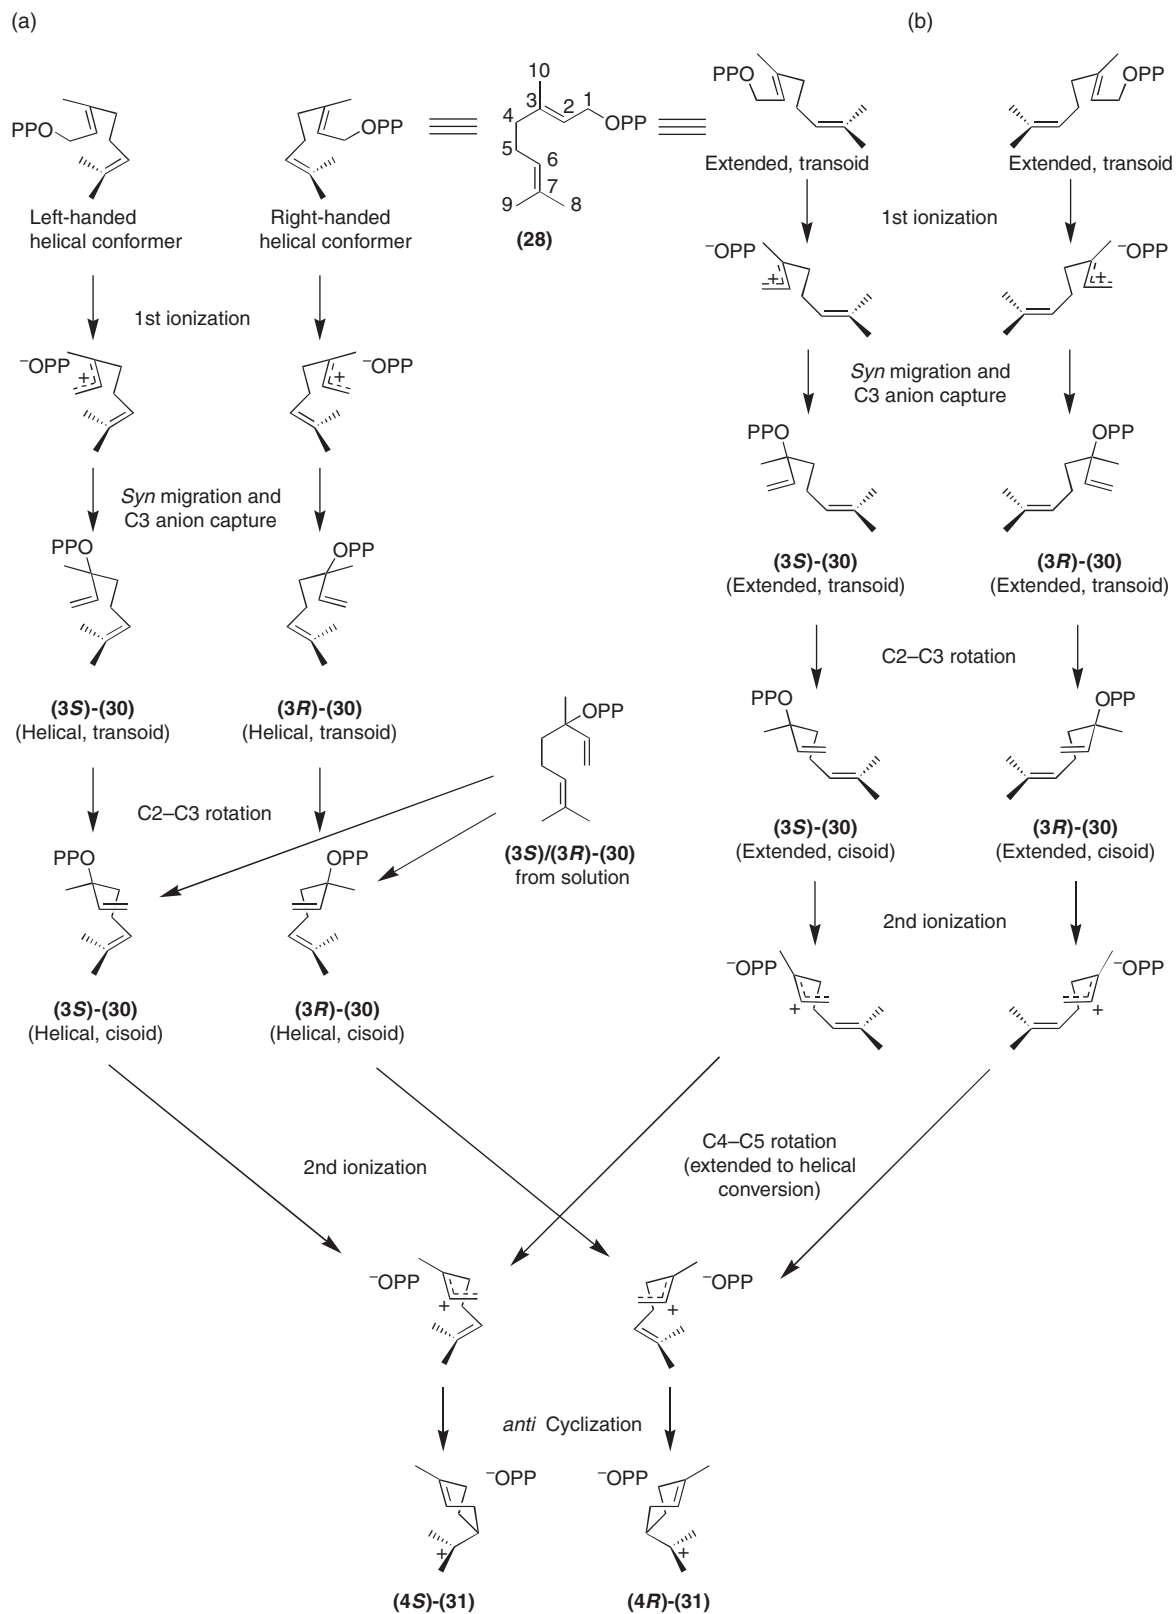 (a)
(b)
10
3
2
1
4
OPP
5
6
7
9
8
(28)
PPO
OPP
Left-handed
helical conformer
Right-handed
helical conformer
PPO
OPP
Extended, transoid
Extended, transoid
1st ionization
1st ionization
⁻OPP
+
+
⁻OPP
⁻OPP
+
+
⁻OPP
Syn migration and
C3 anion capture
Syn migration and
C3 anion capture
PPO
OPP
PPO
OPP
(3S)-(30)
(Helical, transoid)
(3R)-(30)
(Helical, transoid)
(3S)-(30)
(Extended, transoid)
(3R)-(30)
(Extended, transoid)
C2–C3 rotation
C2–C3 rotation
OPP
(3S)/(3R)-(30)
from solution
PPO
OPP
PPO
OPP
(3S)-(30)
(Helical, cisoid)
(3R)-(30)
(Helical, cisoid)
(3S)-(30)
(Extended, cisoid)
(3R)-(30)
(Extended, cisoid)
2nd ionization
⁻OPP
+
+
⁻OPP
2nd ionization
C4–C5 rotation
(extended to helical
conversion)
⁻OPP
+
+
⁻OPP
anti Cyclization
⁻OPP
⁻OPP
+
+
(4S)-(31)
(4R)-(31)